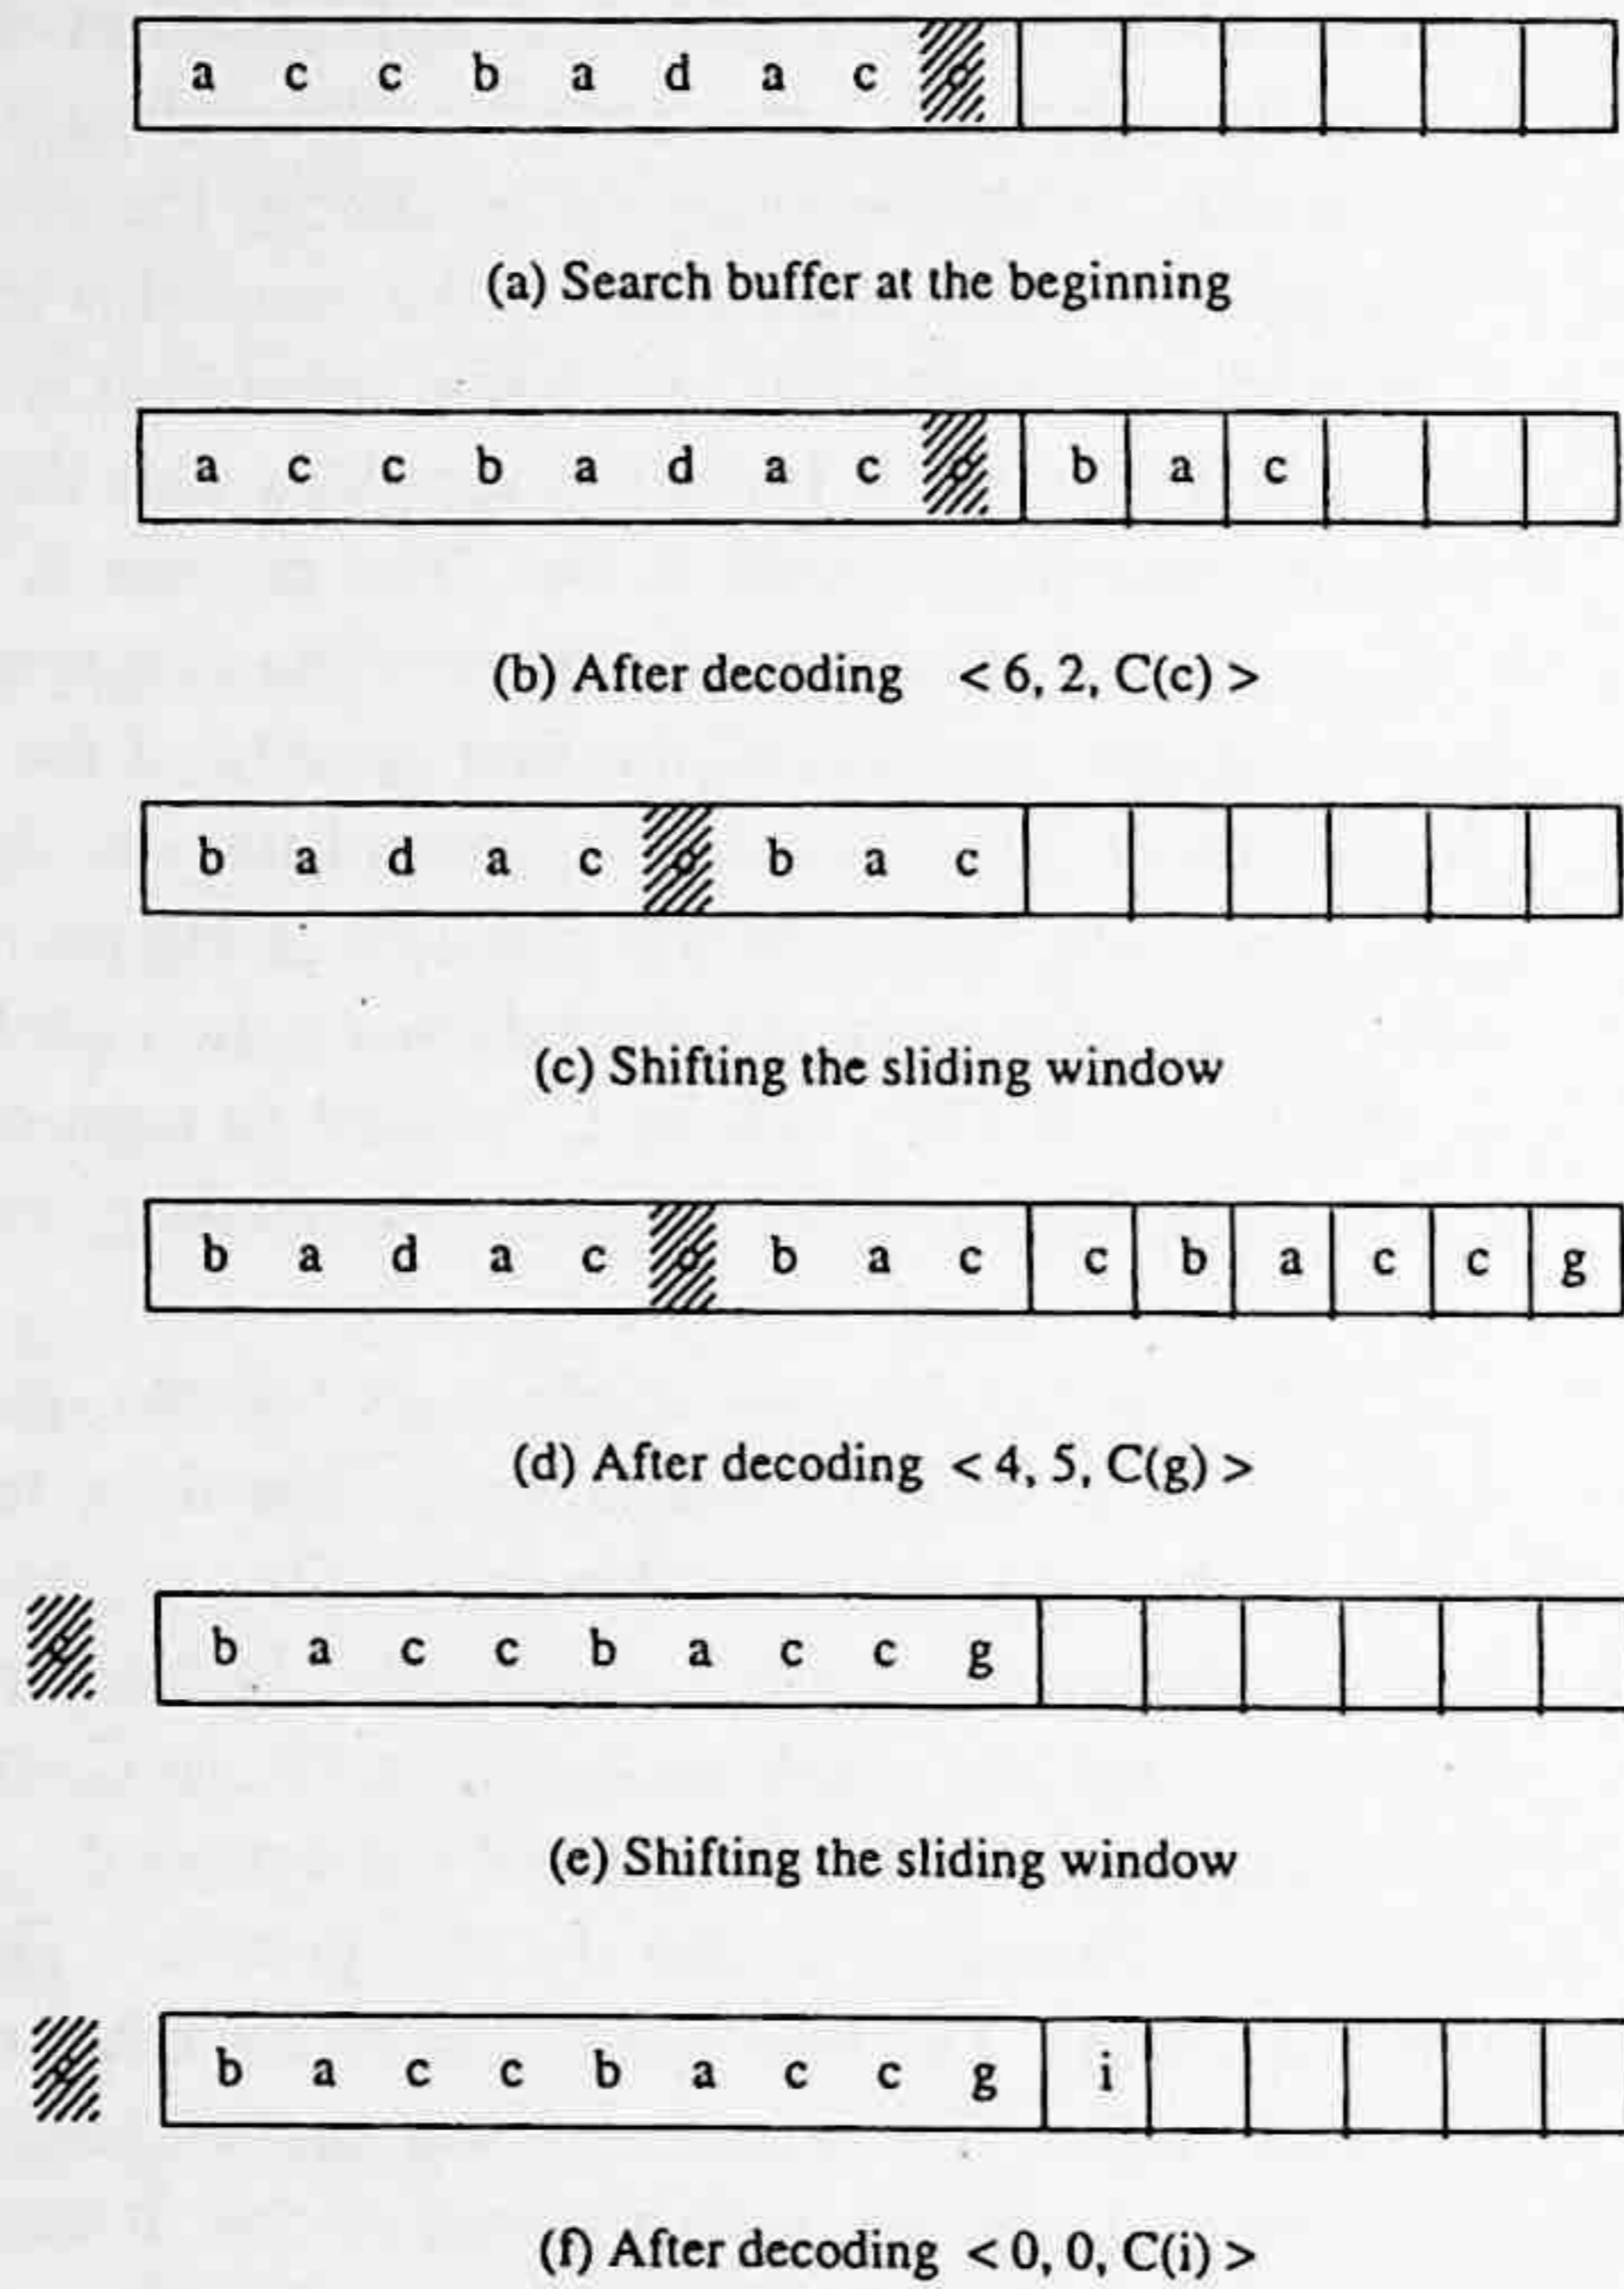 a c c b a d a c
(a) Search buffer at the beginning
a c c b a d a c b a c
(b) After decoding < 6, 2, C(c) >
b a d a c b a c
(c) Shifting the sliding window
b a d a c b a c c b a c c g
(d) After decoding < 4, 5, C(g) >
b a c c b a c c g
(e) Shifting the sliding window
b a c c b a c c g i
(f) After decoding < 0, 0, C(i) >